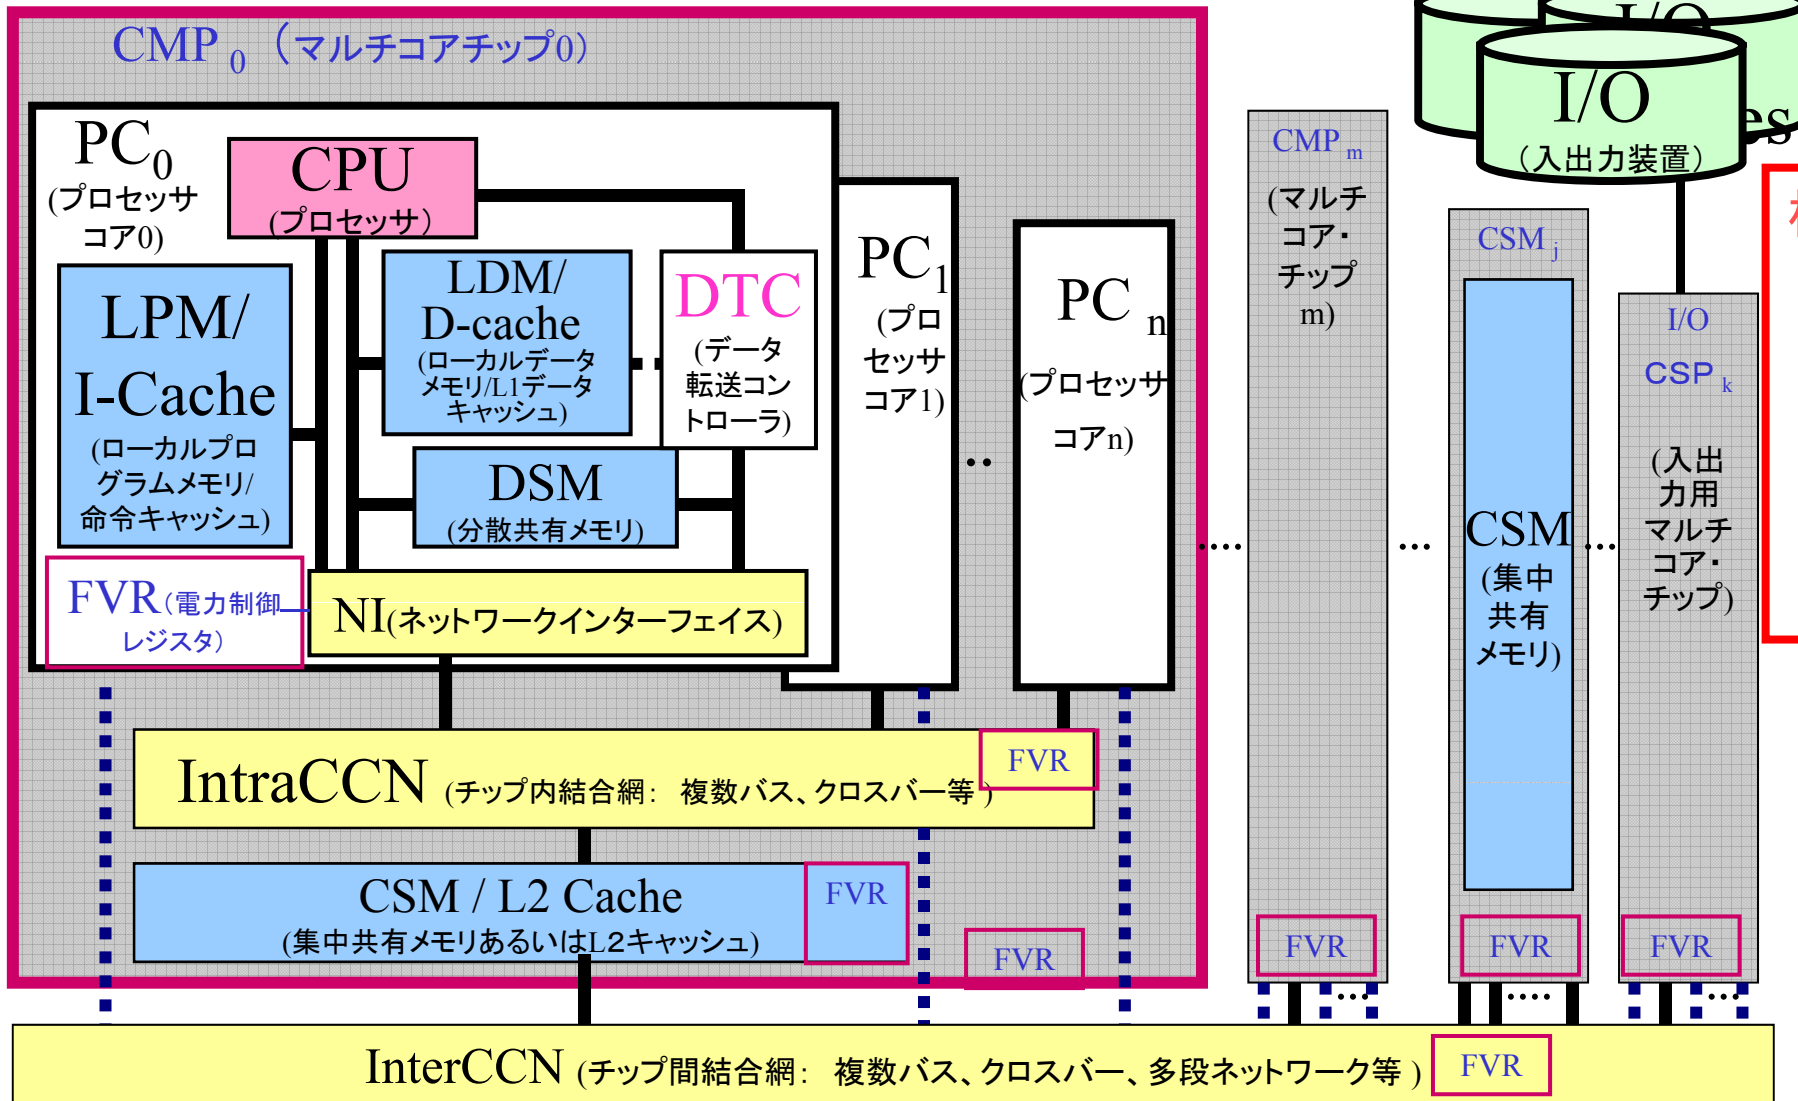 CMP 0 (マルチコアチップ0)
PC0
(プロセッサ
コア0)
CPU
(プロセッサ)
LPM/
I-Cache
(ローカルプロ
グラムメモリ/
命令キャッシュ)
LDM/
D-cache
(ローカルデータ
メモリ/L1データ
キャッシュ)
DTC
(データ
転送コン
トローラ)
DSM
(分散共有メモリ)
FVR(電力制御
レジスタ)
NI(ネットワークインターフェイス)
PC1
(プロ
セッサ
コア1)
..
PC n
(プロセッサ
コアn)
IntraCCN (チップ内結合網: 複数バス、クロスバー等 )
FVR
CSM / L2 Cache
(集中共有メモリあるいはL2キャッシュ)
FVR
FVR
....
CMP m
(マルチ
コア・
チップ
m)
FVR
...
CSM j
CSM
(集中
共有
メモリ)
FVR
...
I/O
I/O
(入出力装置)
es
I/O
CSP k
(入出
力用
マルチ
コア・
チップ)
FVR
...
....
...
InterCCN (チップ間結合網: 複数バス、クロスバー、多段ネットワーク等 )
FVR